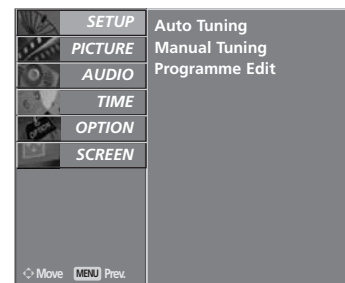 SETUP
PICTURE
AUDIO
TIME
OPTION
SCREEN
Auto Tuning
Manual Tuning
Programme Edit
Move MENU Prev.